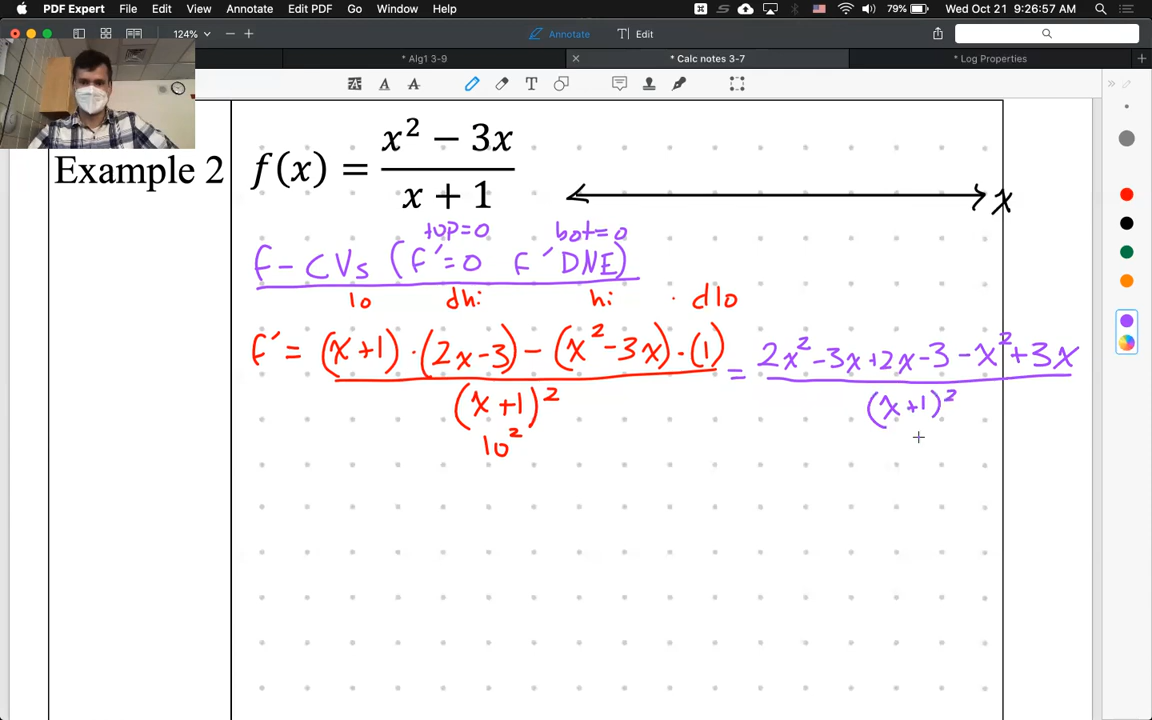 PDF Expert File Edit View Annotate Edit PDF Go Window Help 79% Wed Oct 21 9:26:57 AM
124% Annotate Edit
* Alg1 3-9 * Calc notes 3-7 * Log Properties
A A A T
Example 2 f(x) = \frac{x² − 3x}{x + 1} x
top=0 bot=0
f - CVs (f'=0 f' DNE)
lo dhi hi · dlo
f' = \frac{(x+1)·(2x-3) - (x²-3x)·(1)}{(x+1)²} = \frac{2x²-3x+2x-3-x²+3x}{(x+1)²}
lo²